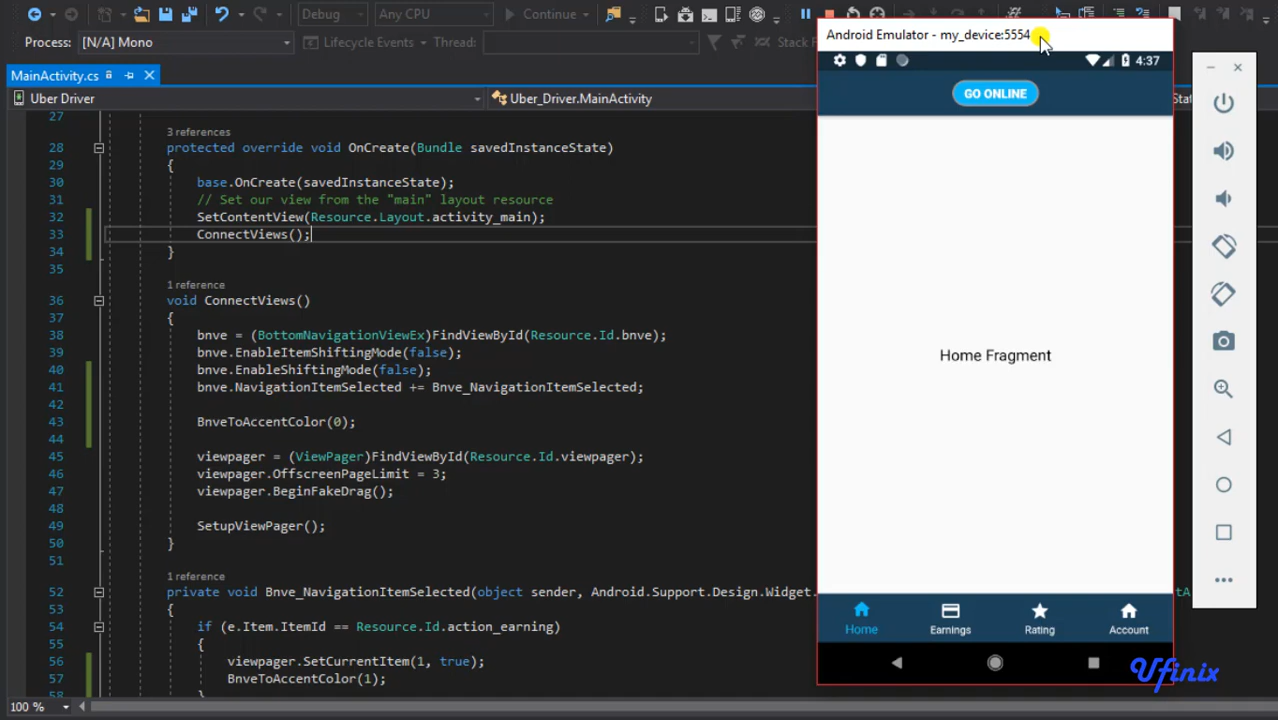 Debug
Any CPU
Continue
Process:
[N/A] Mono
Lifecycle Events
Thread:
Stack F
MainActivity.cs
Uber Driver
Uber_Driver.MainActivity
27
3 references
28 protected override void OnCreate(Bundle savedInstanceState)
29 {
30 base.OnCreate(savedInstanceState);
31 // Set our view from the "main" layout resource
32 SetContentView(Resource.Layout.activity_main);
33 ConnectViews();
34 }
35
1 reference
36 void ConnectViews()
37 {
38 bnve = (BottomNavigationViewEx)FindViewById(Resource.Id.bnve);
39 bnve.EnableItemShiftingMode(false);
40 bnve.EnableShiftingMode(false);
41 bnve.NavigationItemSelected += Bnve_NavigationItemSelected;
42
43 BnveToAccentColor(0);
44
45 viewpager = (ViewPager)FindViewById(Resource.Id.viewpager);
46 viewpager.OffscreenPageLimit = 3;
47 viewpager.BeginFakeDrag();
48
49 SetupViewPager();
50 }
51
1 reference
52 private void Bnve_NavigationItemSelected(object sender, Android.Support.Design.Widget.
53 {
54 if (e.Item.ItemId == Resource.Id.action_earning)
55 {
56 viewpager.SetCurrentItem(1, true);
57 BnveToAccentColor(1);
58 }
100 %
Android Emulator - my_device:5554
4:37
GO ONLINE
Home Fragment
Home
Earnings
Rating
Account
Ufinix